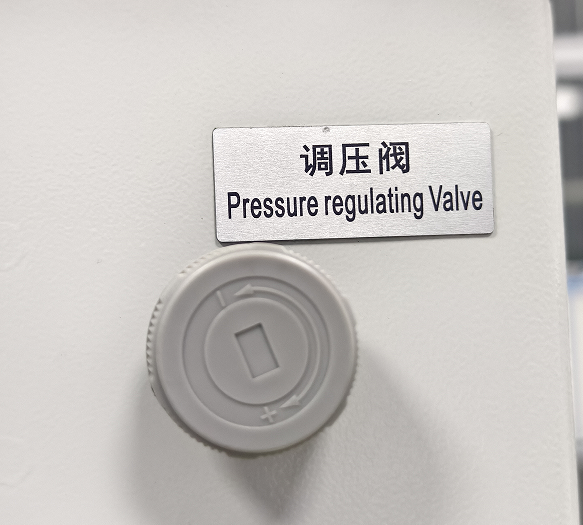 调压阀
Pressure regulating Valve
-
+